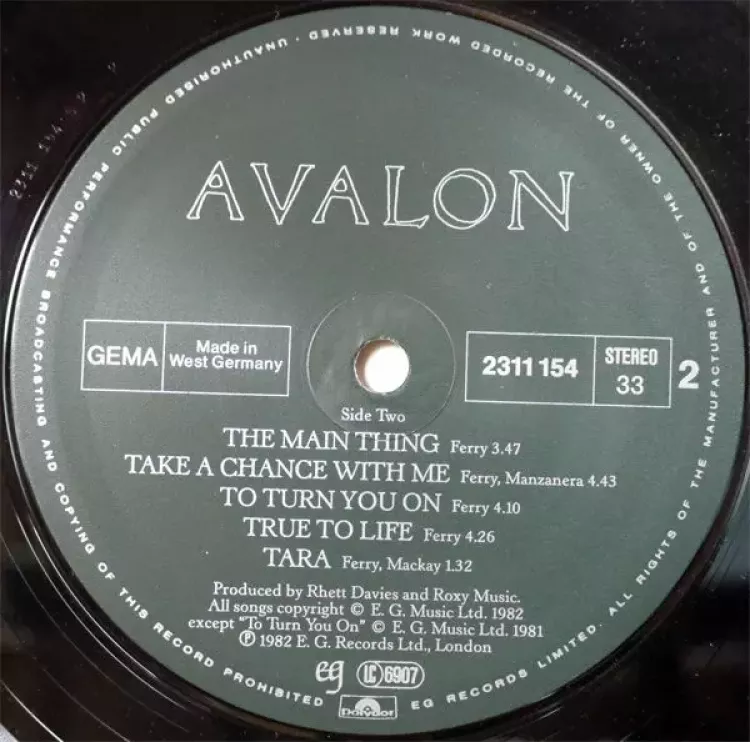 AVALON
GEMA
Made in
West Germany
2311 154
STEREO
33
2
Side Two
THE MAIN THING Ferry 3.47
TAKE A CHANCE WITH ME Ferry, Manzanera 4.43
TO TURN YOU ON Ferry 4.10
TRUE TO LIFE Ferry 4.26
TARA Ferry, Mackay 1.32
Produced by Rhett Davies and Roxy Music.
All songs copyright © E. G. Music Ltd. 1982
except "To Turn You On" © E. G. Music Ltd. 1981
℗ 1982 E. G. Records Ltd., London
eg LC 6907
Polydor
EG RECORDS LIMITED. ALL RIGHTS OF THE MANUFACTURER AND OF THE OWNER OF THE RECORDED WORK RESERVED · UNAUTHORISED PUBLIC PERFORMANCE BROADCASTING AND COPYING OF THIS RECORD PROHIBITED